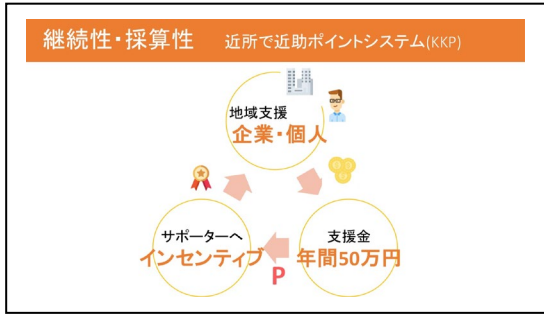 継続性・採算性 近所で近助ポイントシステム(KKP)
地域支援
企業・個人
サポーターへ
インセンティブ
支援金
年間50万円
P